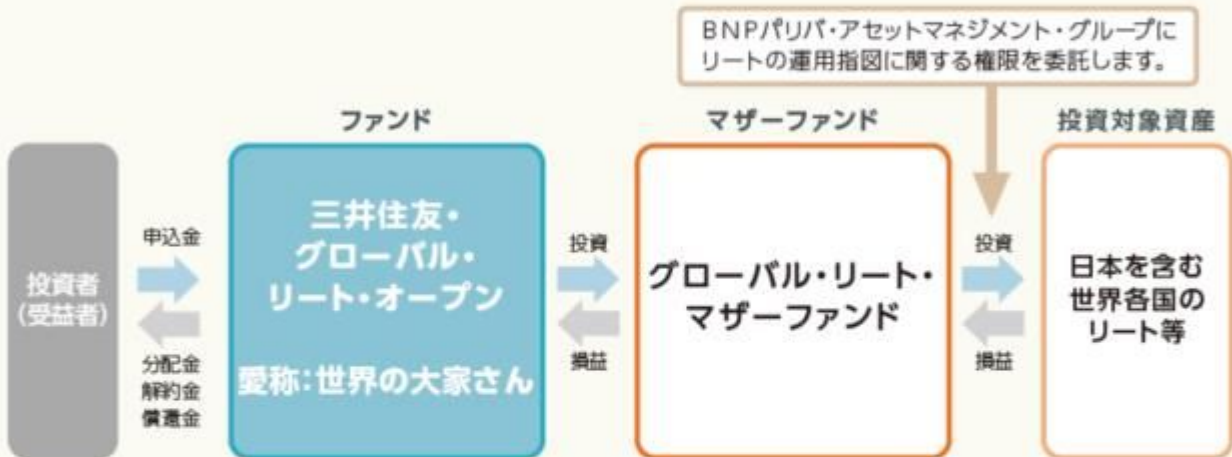 BNPパリバ・アセットマネジメント・グループに
リートの運用指図に関する権限を委託します。
ファンド
マザーファンド
投資対象資産
投資者
(受益者)
申込金
分配金
解約金
償還金
三井住友・
グローバル・
リート・オープン
愛称:世界の大家さん
投資
損益
グローバル・リート・
マザーファンド
投資
損益
日本を含む
世界各国の
リート等